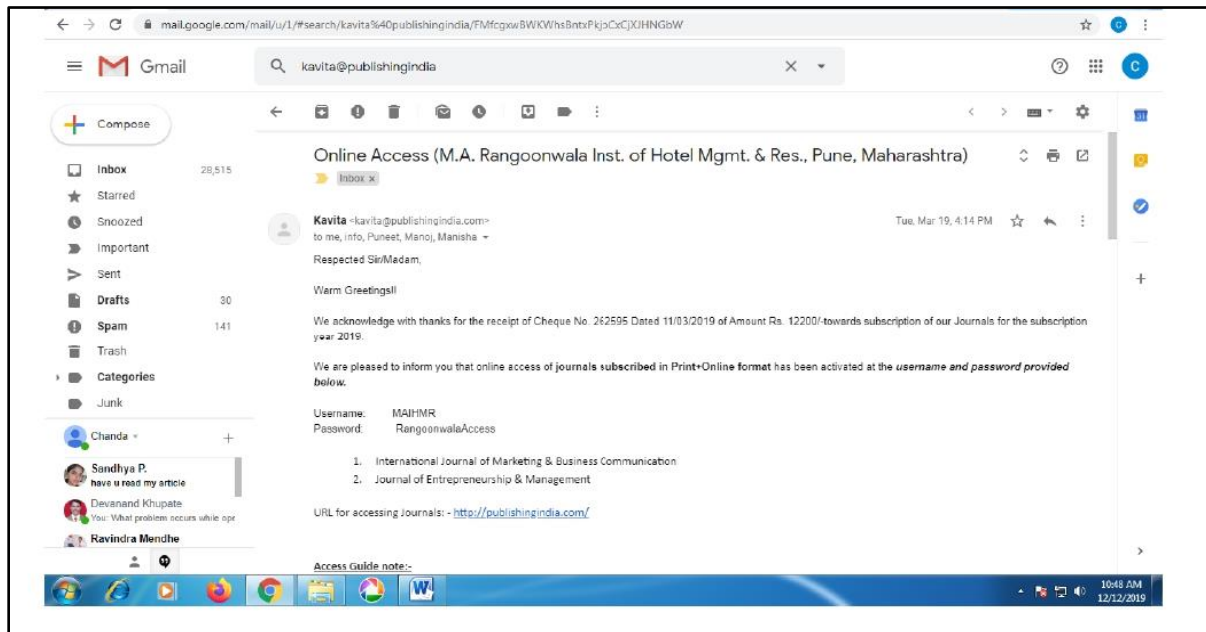 mail.google.com/mail/u/1/#search/kavita%40publishingindia/FMfcgxwBWKWhsBntxPkjbCxCjXJHNGbW
C
Gmail
kavita@publishingindia
C
Compose
Inbox 28,515
Starred
Snoozed
Important
Sent
Drafts 30
Spam 141
Trash
Categories
Junk
Chanda
Sandhya P.
have u read my article
Devanand Khupate
You: What problem occurs while ope
Ravindra Mendhe
Online Access (M.A. Rangoonwala Inst. of Hotel Mgmt. & Res., Pune, Maharashtra)
Inbox x
Kavita <kavita@publishingindia.com> Tue, Mar 19, 4:14 PM
to me, info, Puneet, Manoj, Manisha
Respected Sir/Madam,
Warm Greetings!!
We acknowledge with thanks for the receipt of Cheque No. 262595 Dated 11/03/2019 of Amount Rs. 12200/-towards subscription of our Journals for the subscription
year 2019.
We are pleased to inform you that online access of journals subscribed in Print+Online format has been activated at the username and password provided
below.
Username: MAIHMR
Password: RangoonwalaAccess
1. International Journal of Marketing & Business Communication
2. Journal of Entrepreneurship & Management
URL for accessing Journals: - http://publishingindia.com/
Access Guide note:-
31
W
10:48 AM
12/12/2019